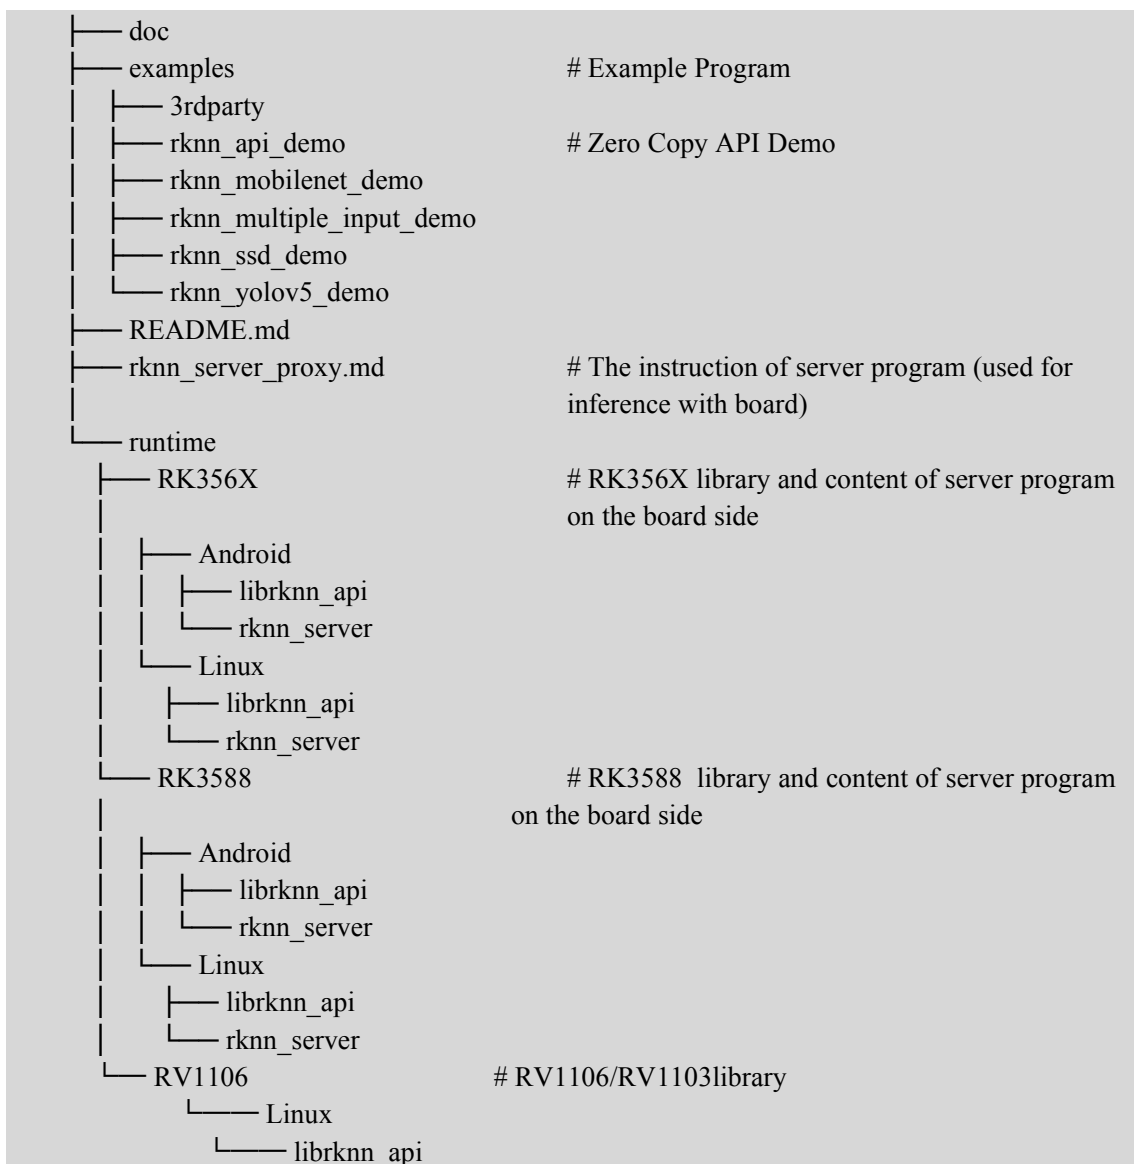 ├── doc
├── examples # Example Program
│ ├── 3rdparty
│ ├── rknn_api_demo # Zero Copy API Demo
│ ├── rknn_mobilenet_demo
│ ├── rknn_multiple_input_demo
│ ├── rknn_ssd_demo
│ └── rknn_yolov5_demo
├── README.md
├── rknn_server_proxy.md # The instruction of server program (used for
│ inference with board)
└── runtime
├── RK356X # RK356X library and content of server program
│ on the board side
│ ├── Android
│ │ ├── librknn_api
│ │ └── rknn_server
│ └── Linux
│ ├── librknn_api
│ └── rknn_server
└── RK3588 # RK3588 library and content of server program
│ on the board side
│ ├── Android
│ │ ├── librknn_api
│ │ └── rknn_server
│ └── Linux
│ ├── librknn_api
│ └── rknn_server
└── RV1106 # RV1106/RV1103library
└── Linux
└── librknn_api